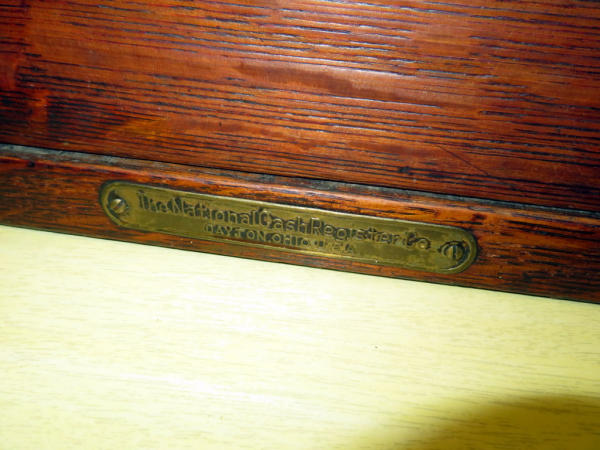 The National Cash Register Co.
DAYTON, OHIO, U.S.A.